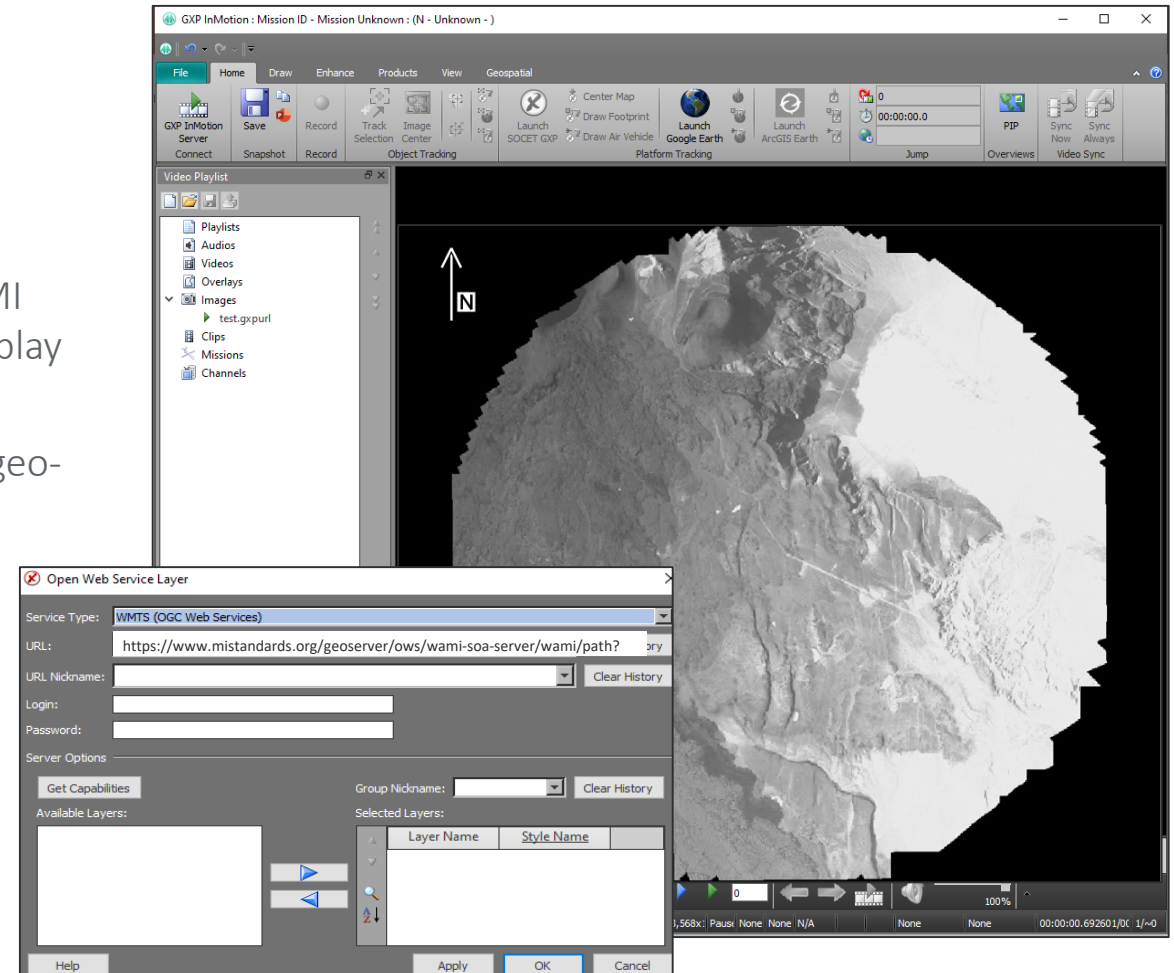 GXP InMotion : Mission ID - Mission Unknown : (N - Unknown - )
File Home Draw Enhance Products View Geospatial
GXP InMotion Server
Save
Record
Track Selection
Image Center
Launch SOCET GXP
Center Map
Draw Footprint
Draw Air Vehicle
Launch Google Earth
Launch ArcGIS Earth
0
00:00:00.0
PIP
Sync Now
Sync Always
Connect Snapshot Record Object Tracking Platform Tracking Jump Overviews Video Sync
Video Playlist
Playlists
Audios
Videos
Overlays
Images
test.gxpurl
Clips
Missions
Channels
N
MI
play
geo-
Open Web Service Layer
Service Type: WMTS (OGC Web Services)
URL: https://www.mistandards.org/geoserver/ows/wami-soa-server/wami/path?
ory
URL Nickname: Clear History
Login:
Password:
Server Options
Get Capabilities Group Nickname: Clear History
Available Layers: Selected Layers:
Layer Name Style Name
Help Apply OK Cancel
0 100%
,568x: Pause None None N/A None None 00:00:00.692601/00 1/~0